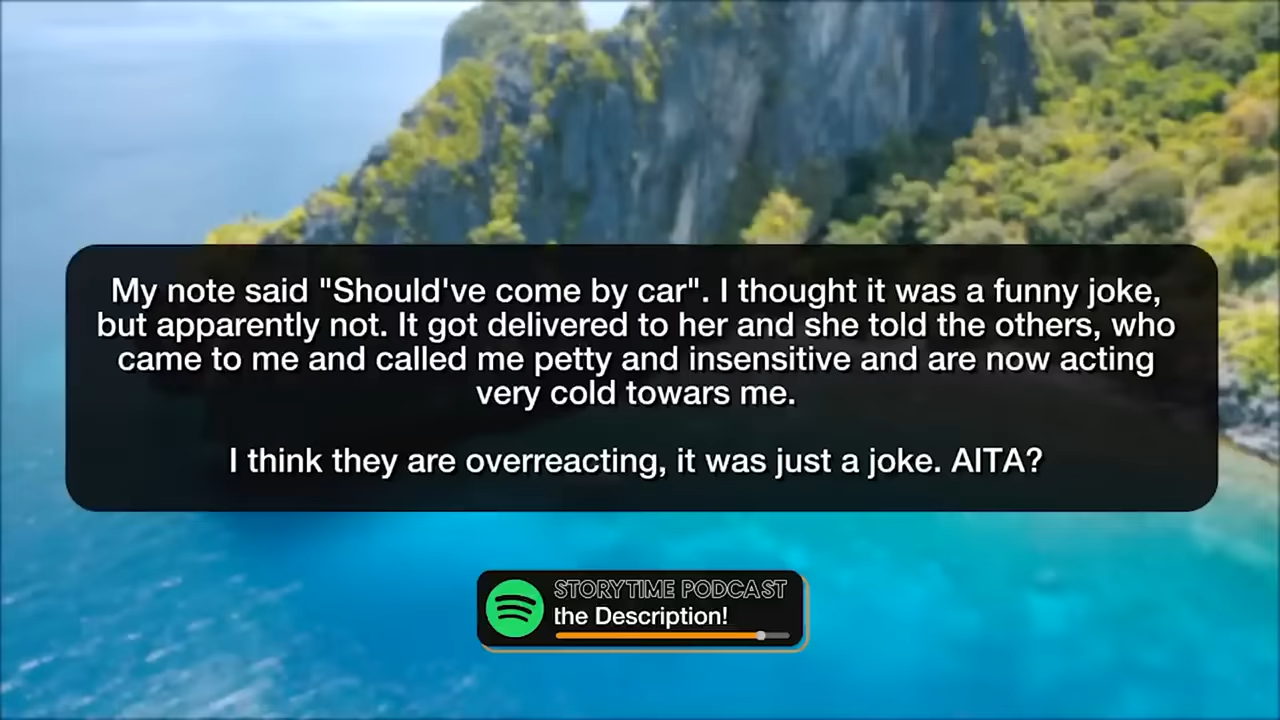 My note said "Should've come by car". I thought it was a funny joke,
but apparently not. It got delivered to her and she told the others, who
came to me and called me petty and insensitive and are now acting
very cold towars me.
I think they are overreacting, it was just a joke. AITA?
STORYTIME PODCAST
the Description!